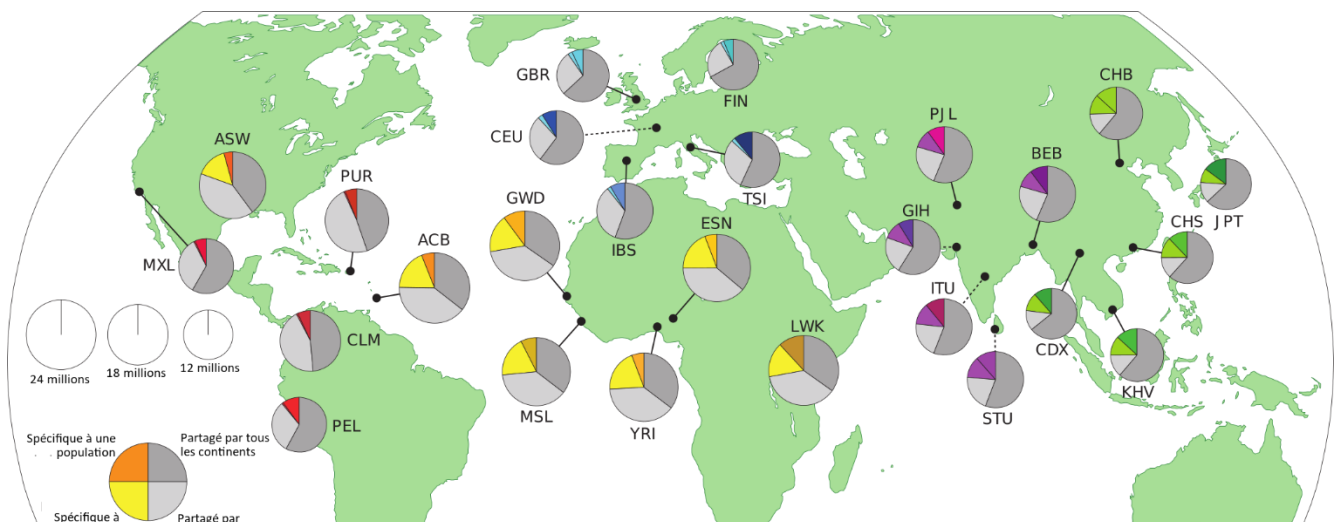 GBR
FIN
CHB
CEU
PJL
BEB
ASW
PUR
GWD
TSI
ESN
IBS
GIH
CHS
JPT
MXL
ACB
ITU
CDX
LWK
CLM
KHV
24 millions
18 millions
12 millions
MSL
YRI
STU
PEL
Spécifique à une
population
Partagé par tous
les continents
Spécifique à
Partagé par